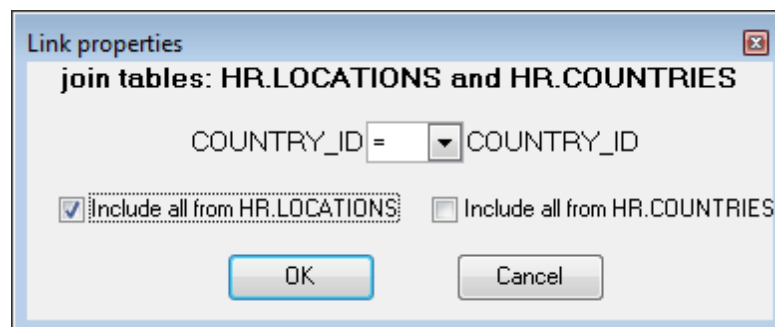 Link properties
join tables: HR.LOCATIONS and HR.COUNTRIES
COUNTRY_ID = COUNTRY_ID
Include all from HR.LOCATIONS Include all from HR.COUNTRIES
OK Cancel